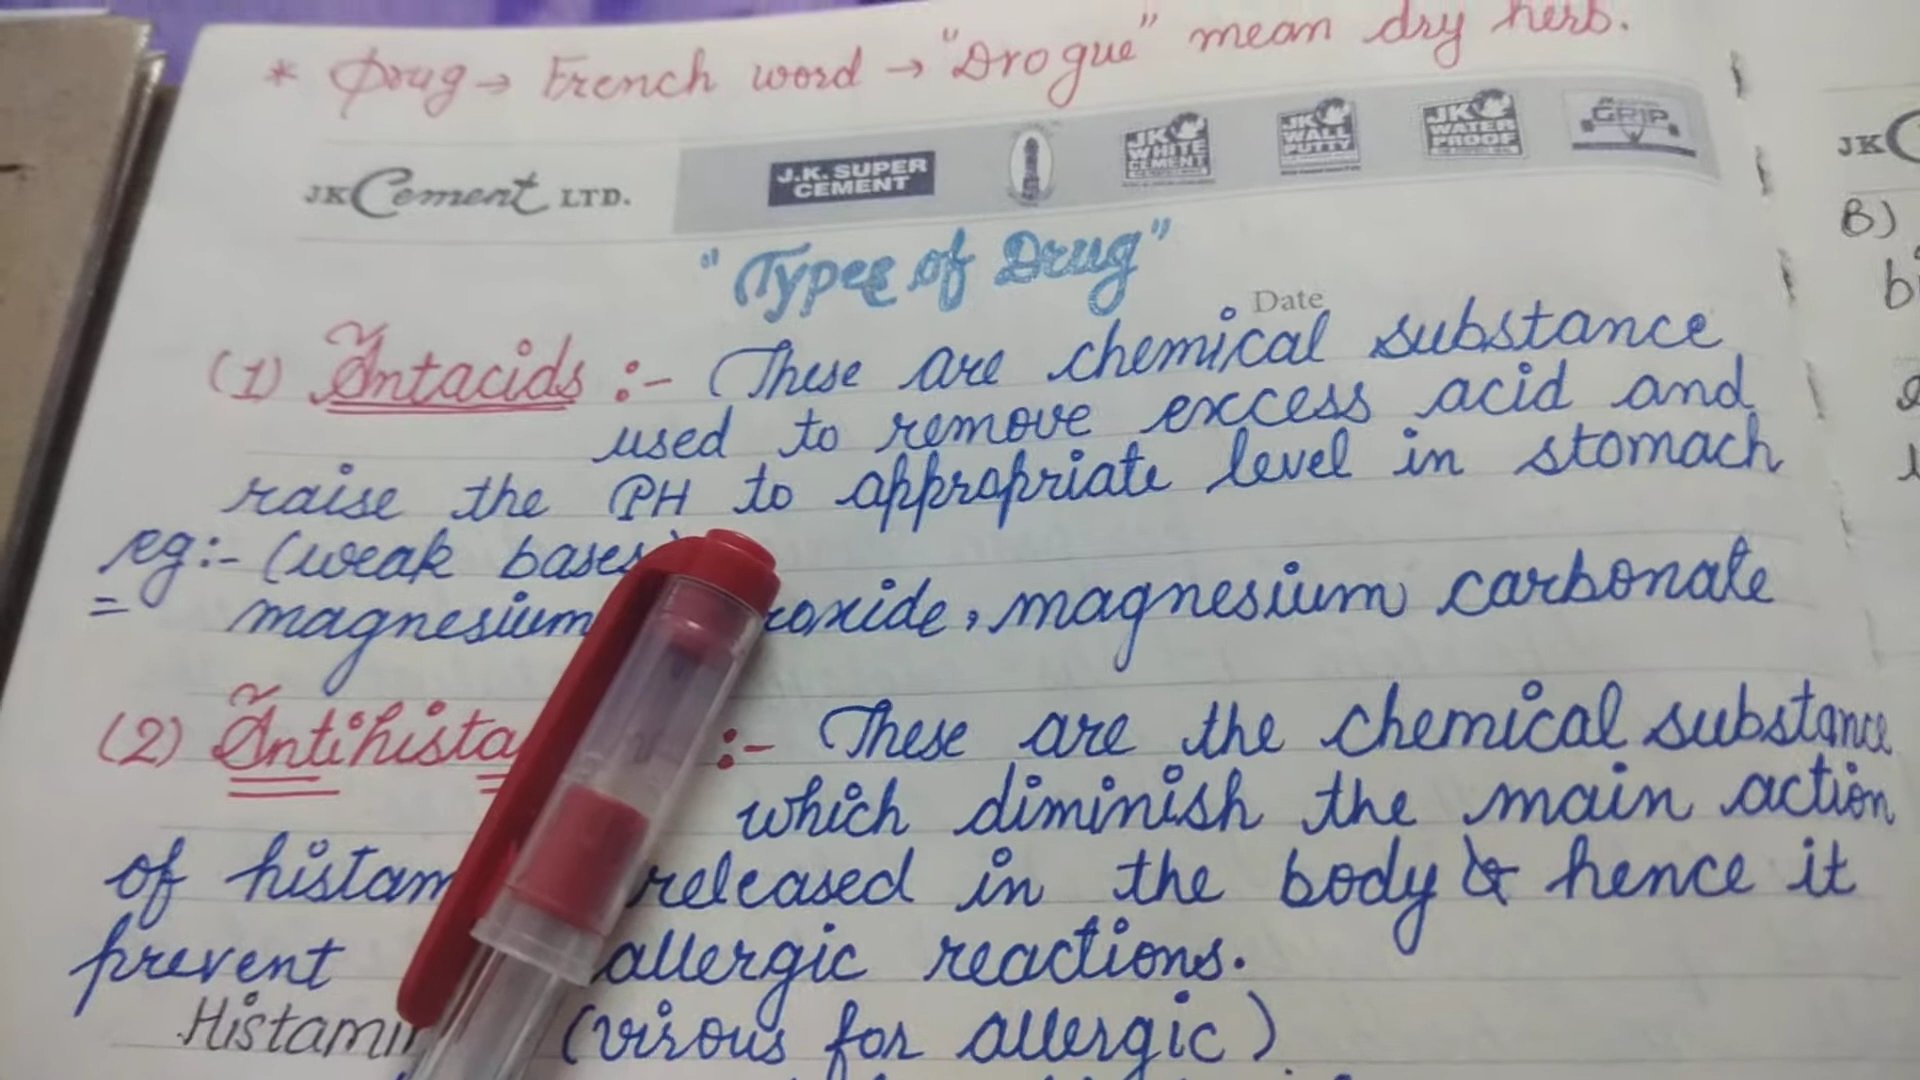 * Drug → French word → "Drogue" mean dry herb.
JK Cement LTD.
J.K. SUPER CEMENT
JK WHITE CEMENT
JK WALL PUTTY
JK WATER PROOF
GRIP
JK C
"Types of Drug"
Date
(1) Antacids :- These are chemical substance
used to remove excess acid and
raise the PH to appropriate level in stomach
eg:- (weak bases)
= magnesium oxide, magnesium carbonate
(2) Antihista :- These are the chemical substance
which diminish the main action
of histam released in the body & hence it
prevent allergic reactions.
Histami (virous for allergic)
B)